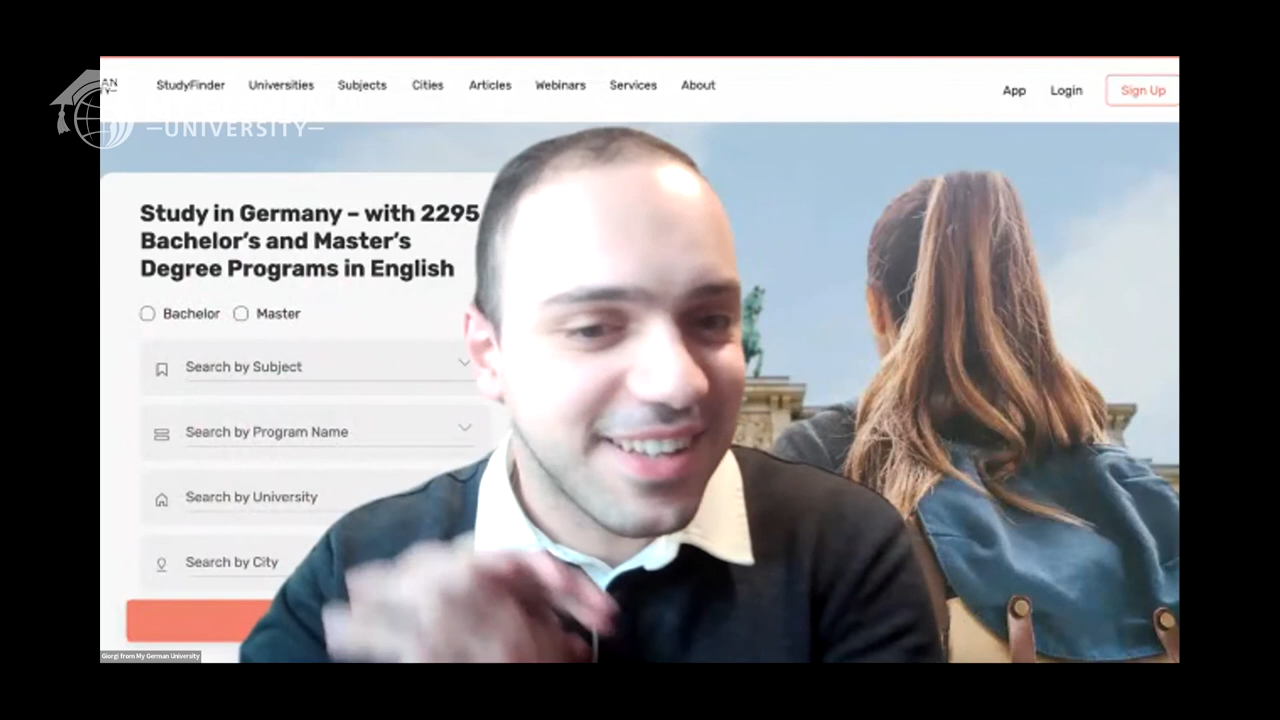 AN
StudyFinder Universities Subjects Cities Articles Webinars Services About
App Login Sign Up
—UNIVERSITY—
Study in Germany – with 2295
Bachelor's and Master's
Degree Programs in English
Bachelor Master
Search by Subject
Search by Program Name
Search by University
Search by City
Giorgi from My German University